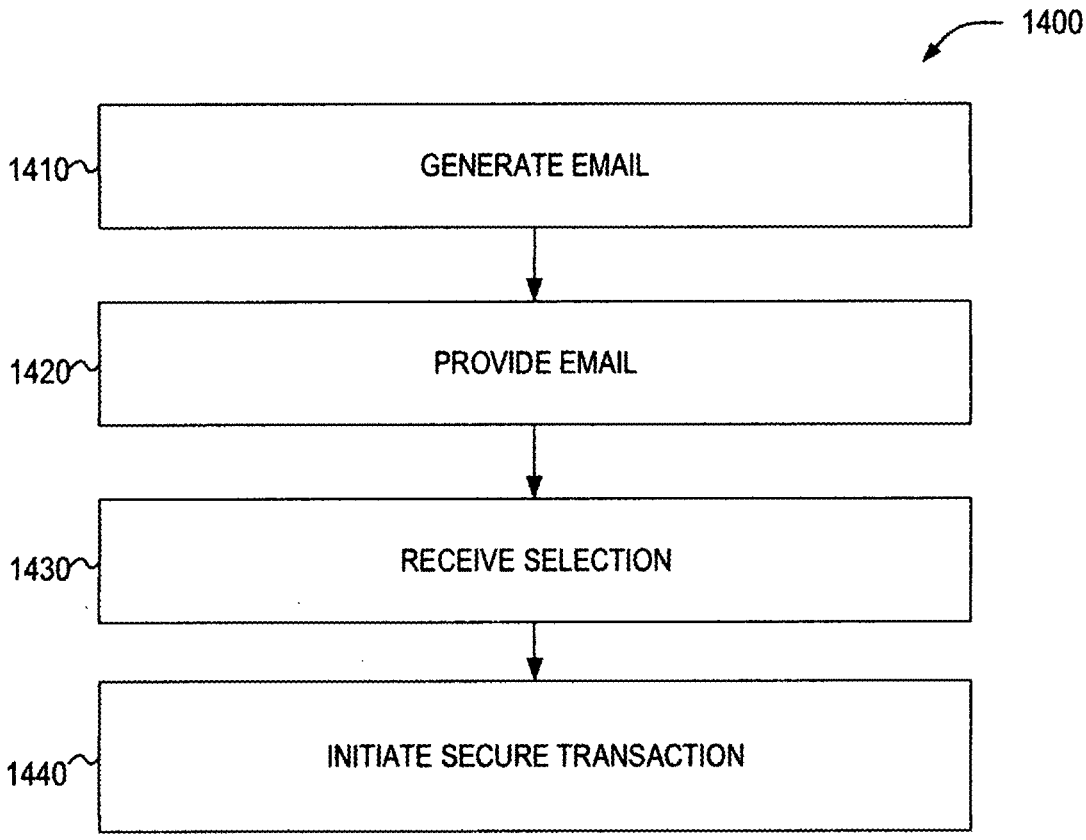 1400
1410
GENERATE EMAIL
1420
PROVIDE EMAIL
1430
RECEIVE SELECTION
1440
INITIATE SECURE TRANSACTION